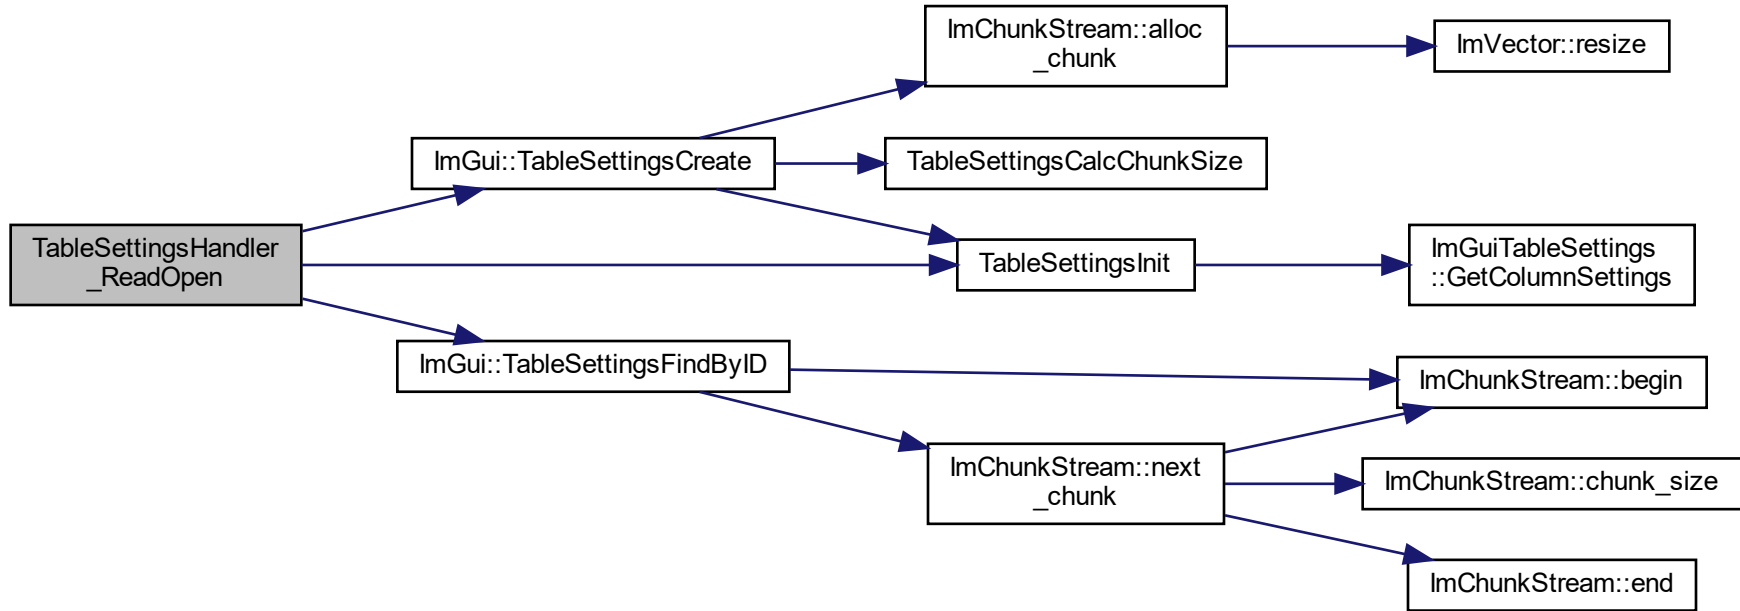 TableSettingsHandler
_ReadOpen
ImGui::TableSettingsCreate
ImGui::TableSettingsFindByID
ImChunkStream::alloc
_chunk
TableSettingsCalcChunkSize
TableSettingsInit
ImChunkStream::next
_chunk
ImVector::resize
ImGuiTableSettings
::GetColumnSettings
ImChunkStream::begin
ImChunkStream::chunk_size
ImChunkStream::end